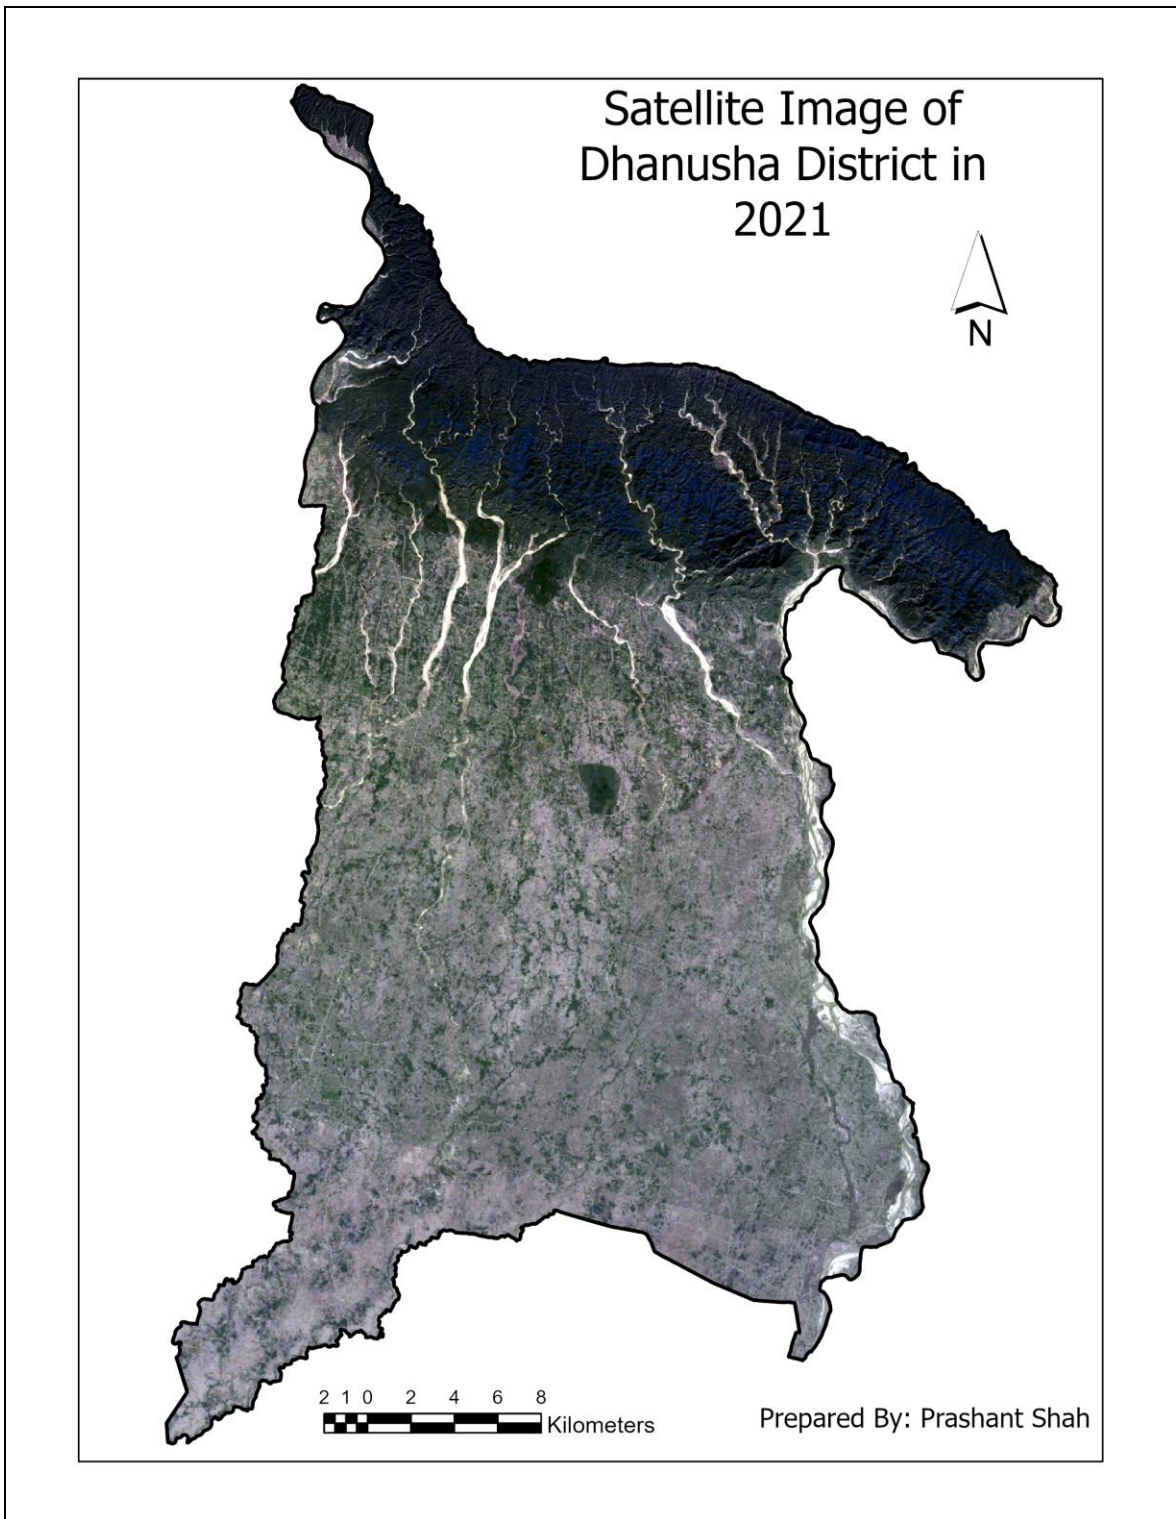 Satellite Image of
Dhanusha District in
2021
N
2 1 0 2 4 6 8
Kilometers
Prepared By: Prashant Shah